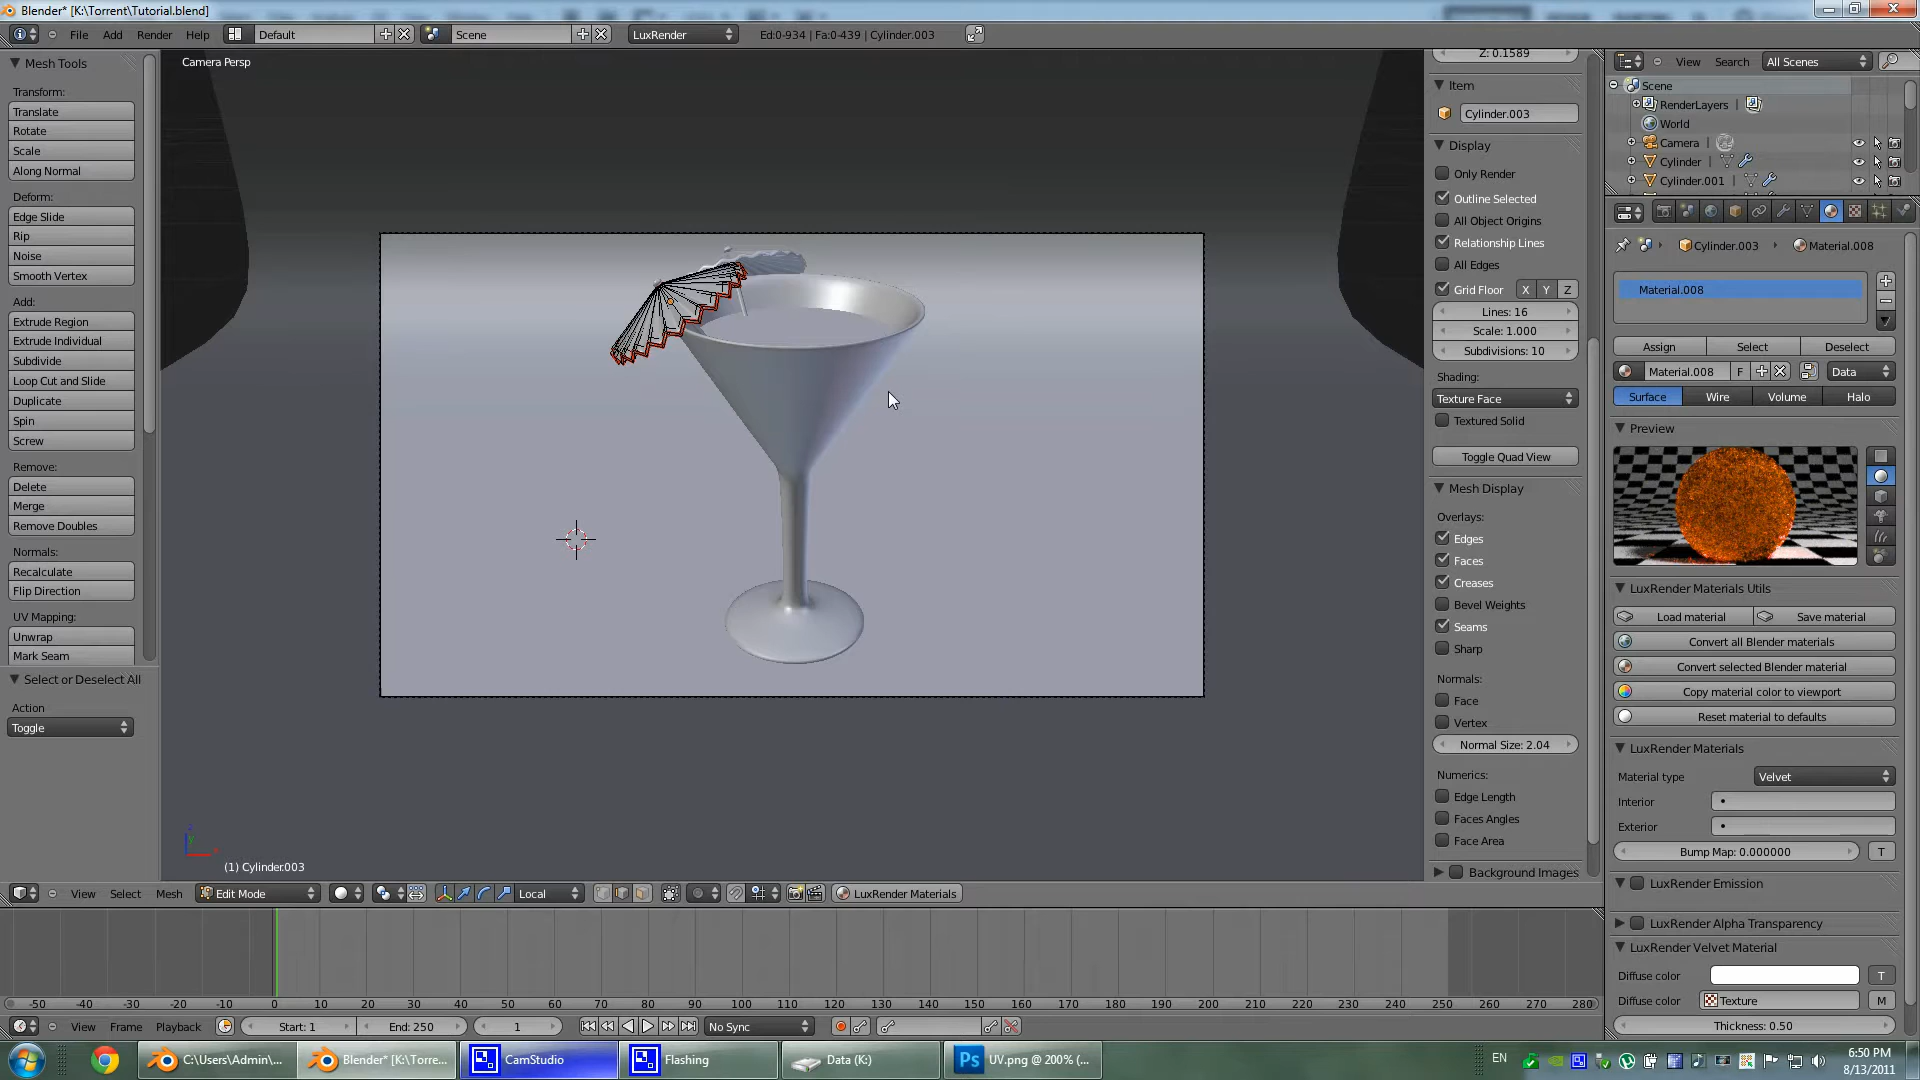 Blender* [K:\Torrent\Tutorial.blend]
File Add Render Help Default Scene LuxRender Ed:0-934 | Fa:0-439 | Cylinder.003
Mesh Tools
Transform:
Translate
Rotate
Scale
Along Normal
Deform:
Edge Slide
Rip
Noise
Smooth Vertex
Add:
Extrude Region
Extrude Individual
Subdivide
Loop Cut and Slide
Duplicate
Spin
Screw
Remove:
Delete
Merge
Remove Doubles
Normals:
Recalculate
Flip Direction
UV Mapping:
Unwrap
Mark Seam
Select or Deselect All
Action
Toggle
Camera Persp
(1) Cylinder.003
Z: 0.1589
Item
Cylinder.003
Display
Only Render
Outline Selected
All Object Origins
Relationship Lines
All Edges
Grid Floor X Y Z
Lines: 16
Scale: 1.000
Subdivisions: 10
Shading:
Texture Face
Textured Solid
Toggle Quad View
Mesh Display
Overlays:
Edges
Faces
Creases
Bevel Weights
Seams
Sharp
Normals:
Face
Vertex
Normal Size: 2.04
Numerics:
Edge Length
Faces Angles
Face Area
Background Images
View Search All Scenes
Scene
RenderLayers
World
Camera
Cylinder
Cylinder.001
Cylinder.003 Material.008
Material.008
Assign Select Deselect
Material.008 F Data
Surface Wire Volume Halo
Preview
LuxRender Materials Utils
Load material Save material
Convert all Blender materials
Convert selected Blender material
Copy material color to viewport
Reset material to defaults
LuxRender Materials
Material type Velvet
Interior
Exterior
Bump Map: 0.000000 T
LuxRender Emission
LuxRender Alpha Transparency
LuxRender Velvet Material
Diffuse color T
Diffuse color Texture M
Thickness: 0.50
View Select Mesh Edit Mode Local LuxRender Materials
-50 -40 -30 -20 -10 0 10 20 30 40 50 60 70 80 90 100 110 120 130 140 150 160 170 180 190 200 210 220 230 240 250 260 270 280
View Frame Playback Start: 1 End: 250 1 No Sync
C:\Users\Admin\... Blender* [K:\Torre... CamStudio Flashing Data (K:) Ps UV.png @ 200% (... EN 6:50 PM
8/13/2011